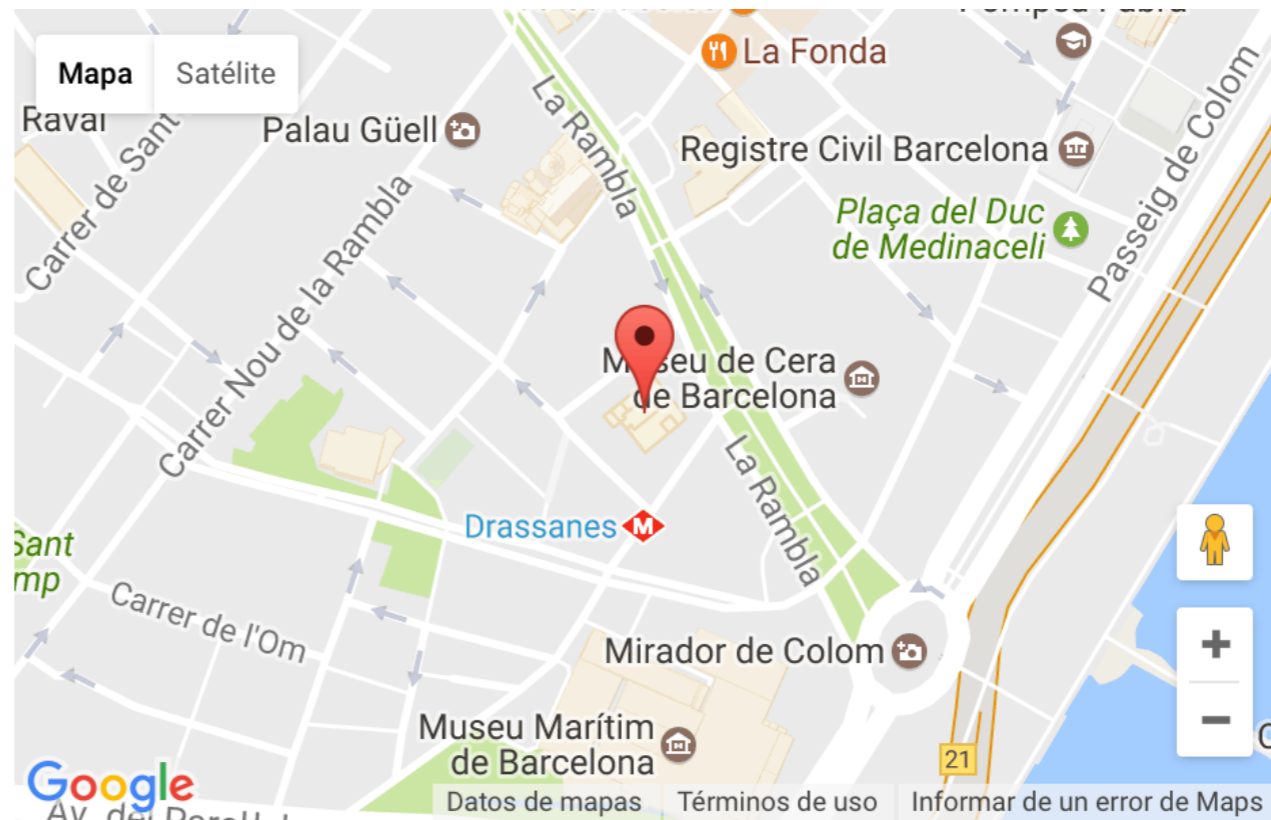 Mapa
Satélite
La Fonda
Raval
Palau Güell
La Rambla
Registre Civil Barcelona
Passeig de Colom
Carrer de Sant
Plaça del Duc
de Medinaceli
Carrer Nou de la Rambla
Museu de Cera
de Barcelona
La Rambla
Drassanes
M
Sant
Carrer de l'Om
Mirador de Colom
Museu Marítim
de Barcelona
21
Google
Datos de mapas
Términos de uso
Informar de un error de Maps